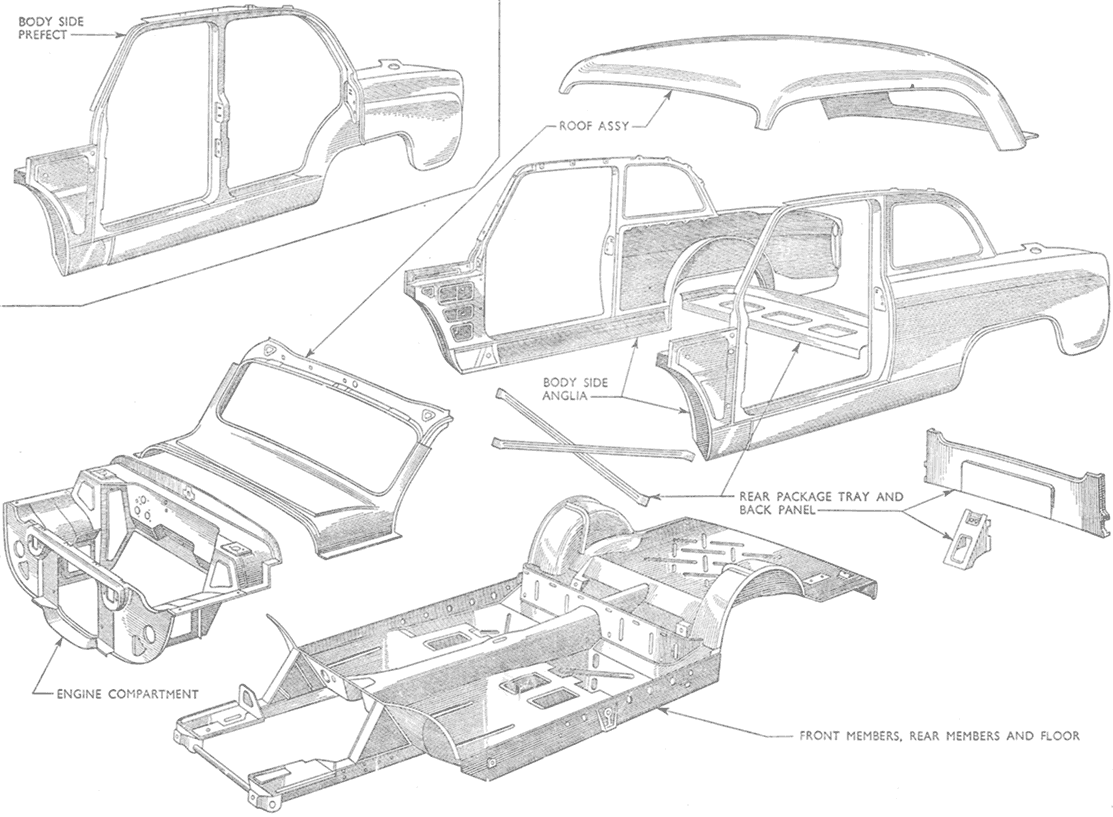 BODY SIDE
PREFECT
ROOF ASSY
BODY SIDE
ANGLIA
REAR PACKAGE TRAY AND
BACK PANEL
ENGINE COMPARTMENT
FRONT MEMBERS, REAR MEMBERS AND FLOOR